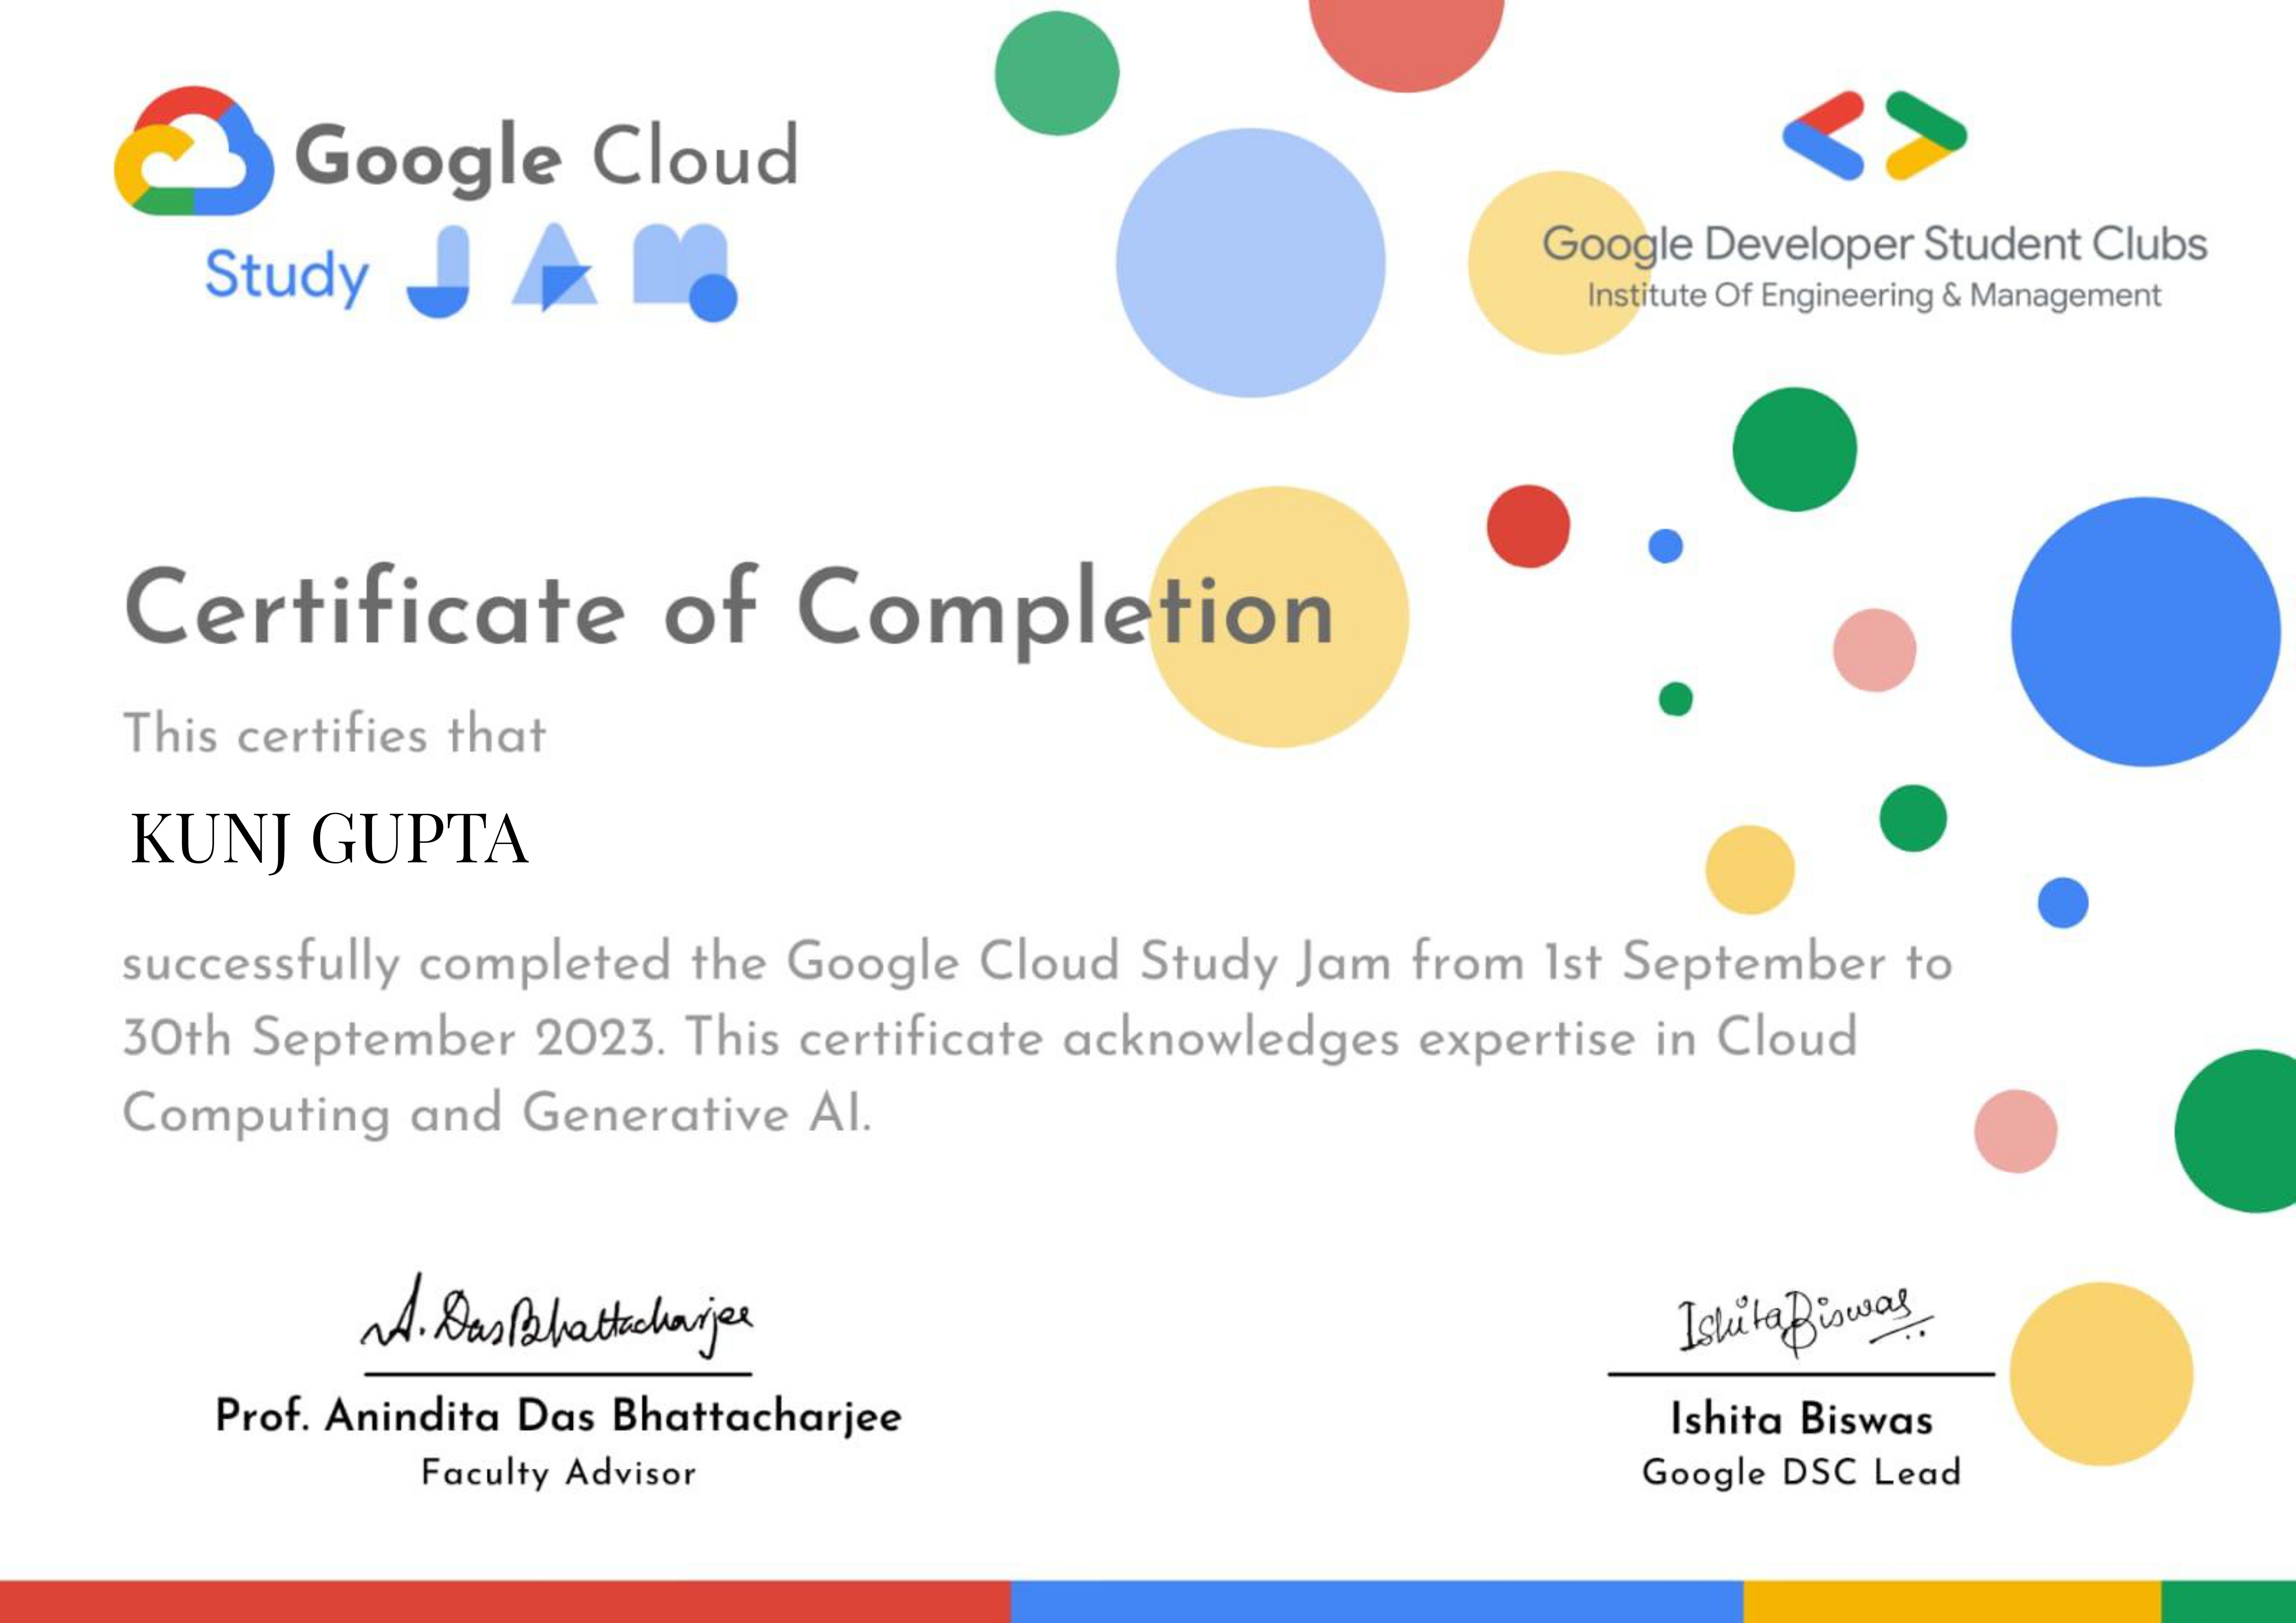 Google Cloud
Study JAM
Google Developer Student Clubs
Institute Of Engineering & Management
Certificate of Completion
This certifies that
KUNJ GUPTA
successfully completed the Google Cloud Study Jam from 1st September to
30th September 2023. This certificate acknowledges expertise in Cloud
Computing and Generative AI.
A. Das Bhattacharjee
Prof. Anindita Das Bhattacharjee
Faculty Advisor
Ishita Biswas
Ishita Biswas
Google DSC Lead